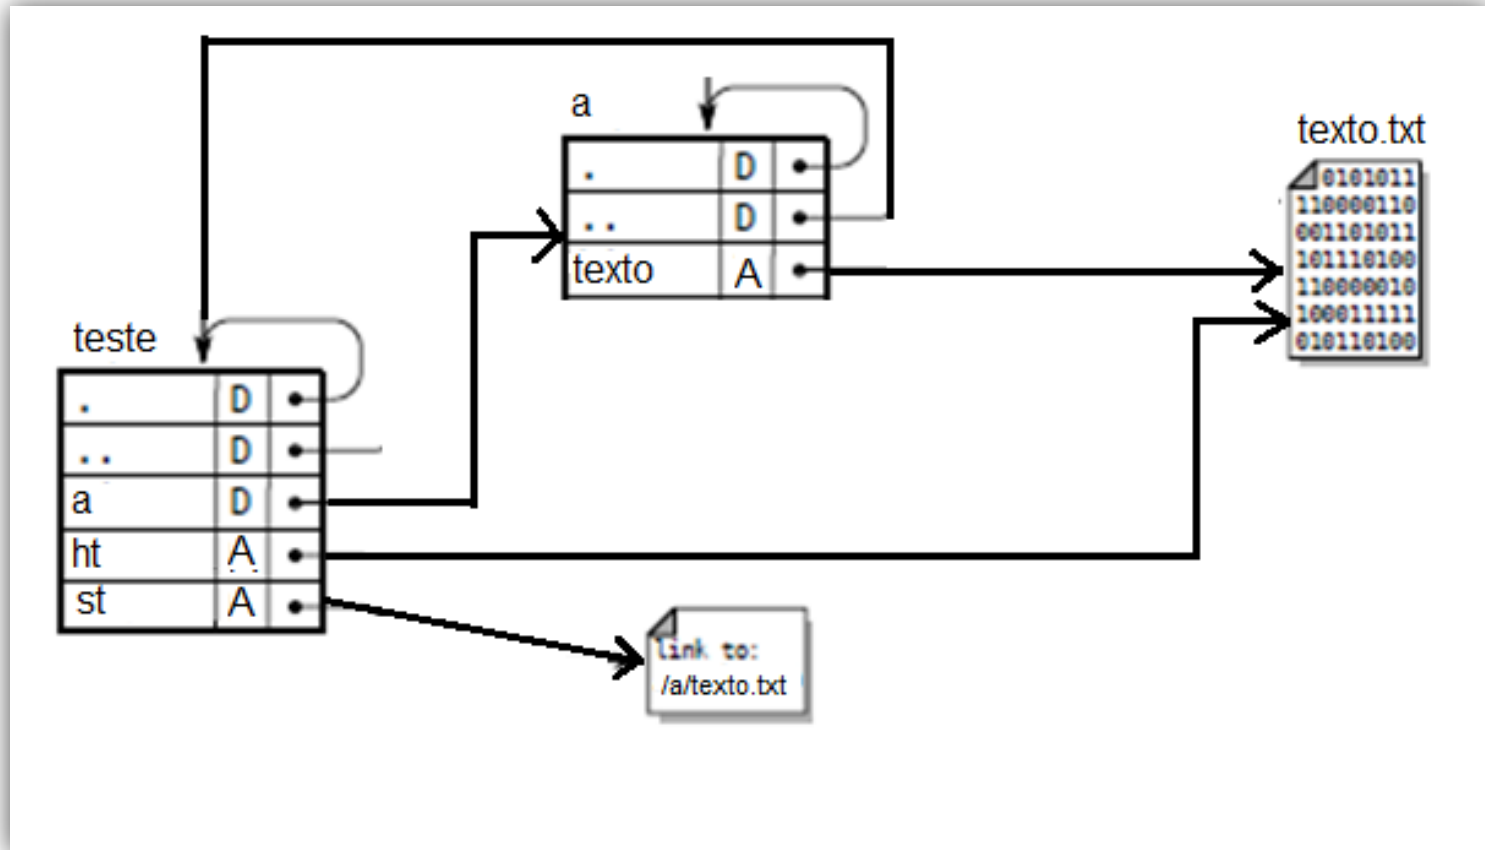 a
. D
.. D
texto A
texto.txt
0101011
110000110
001101011
101110100
110000010
100011111
010110100
teste
. D
.. D
a D
ht A
st A
link to:
/a/texto.txt